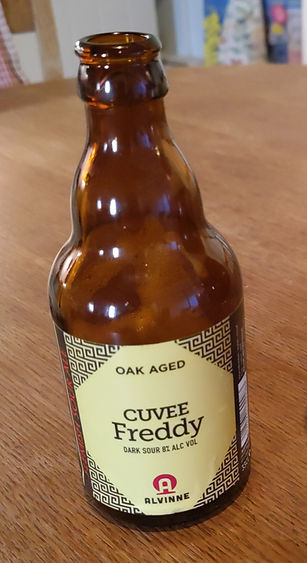 OAK AGED
CUVEE
Freddy
DARK SOUR 8% ALC VOL
ALVINNE